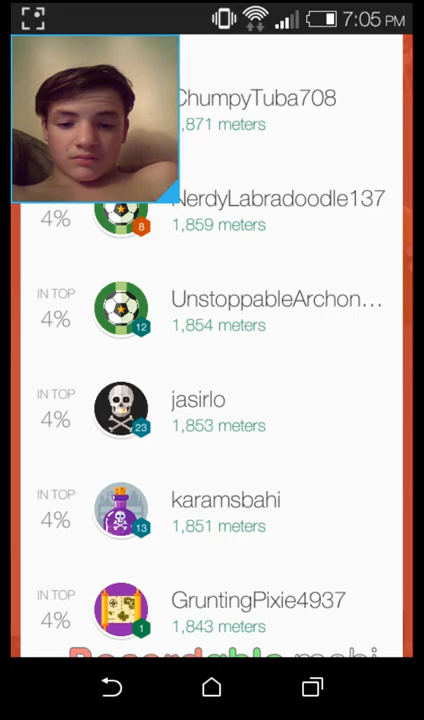 7:05 PM
ChumpyTuba708
,871 meters
NerdyLabradoodle137
4%
8
1,859 meters
IN TOP
UnstoppableArchon...
4%
12
1,854 meters
IN TOP
jasirlo
4%
23
1,853 meters
IN TOP
karamsbahi
4%
13
1,851 meters
IN TOP
GruntingPixie4937
4%
1
1,843 meters
Recordable.mobi